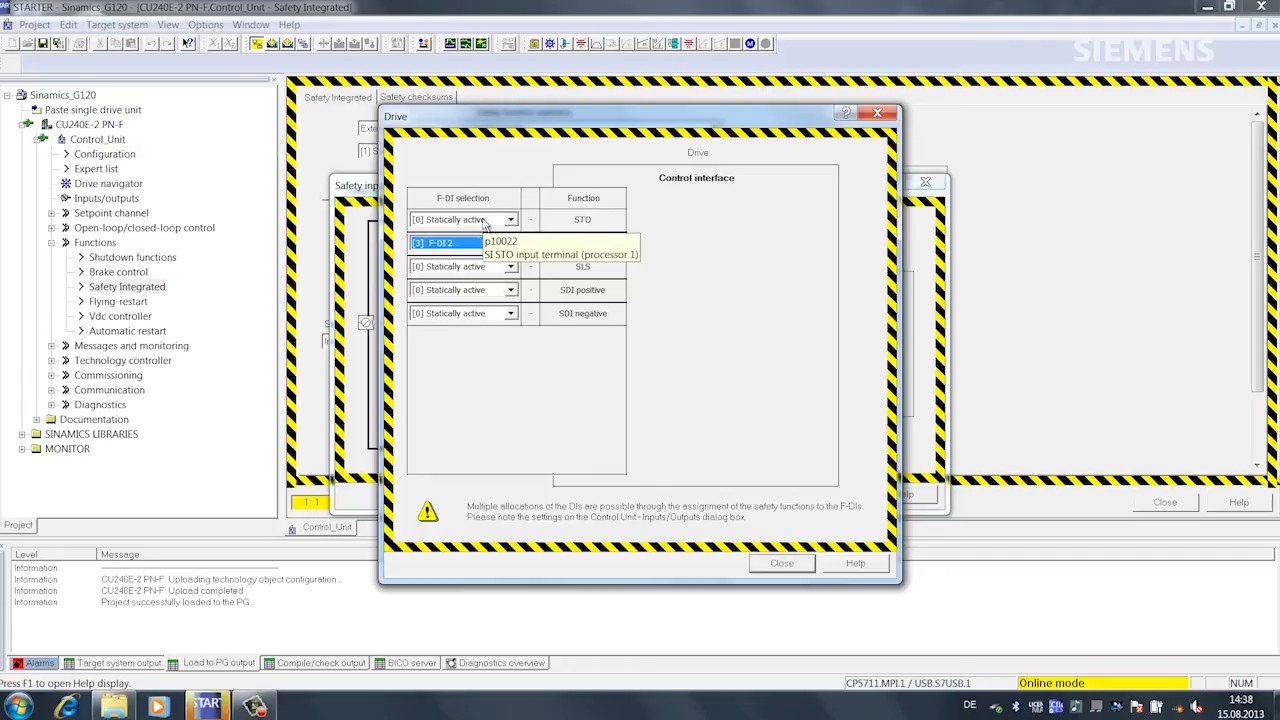 STARTER - Sinamics_G120 - [CU240E-2 PN-F.Control_Unit - Safety Integrated]
Project Edit Target system View Options Window Help
SIEMENS
Sinamics_G120
Paste single drive unit
CU240E-2 PN-F
Control_Unit
Configuration
Expert list
Drive navigator
Inputs/outputs
Setpoint channel
Open-loop/closed-loop control
Functions
Shutdown functions
Brake control
Safety Integrated
Flying-restart
Vdc controller
Automatic restart
Messages and monitoring
Technology controller
Commissioning
Communication
Diagnostics
Documentation
SINAMICS LIBRARIES
MONITOR
Project
Safety Integrated Safety checksums
Safety inp
Drive
Drive
Control interface
F-DI selection Function
[0] Statically active - STO
[3] F-DI 2
p10022
SI STO input terminal (processor 1)
[0] Statically active - SLS
[0] Statically active - SDI positive
[0] Statically active - SDI negative
Multiple allocations of the DIs are possible through the assignment of the safety functions to the F-DIs.
Please note the settings on the Control Unit-Inputs/Outputs dialog box.
Close Help
1:1
Close Help
Control_Unit
Level Message
Information
Information CU240E-2 PN-F: Uploading technology object configuration...
Information CU240E-2 PN-F: Upload completed
Information Project successfully loaded to the PG
Alarms Target system output Load to PG output Compile/check output BICO server Diagnostics overview
Press F1 to open Help display.
CP5711.MPI.1 / USB.S7USB.1 Online mode NUM
START
DE
14:38
15.08.2013